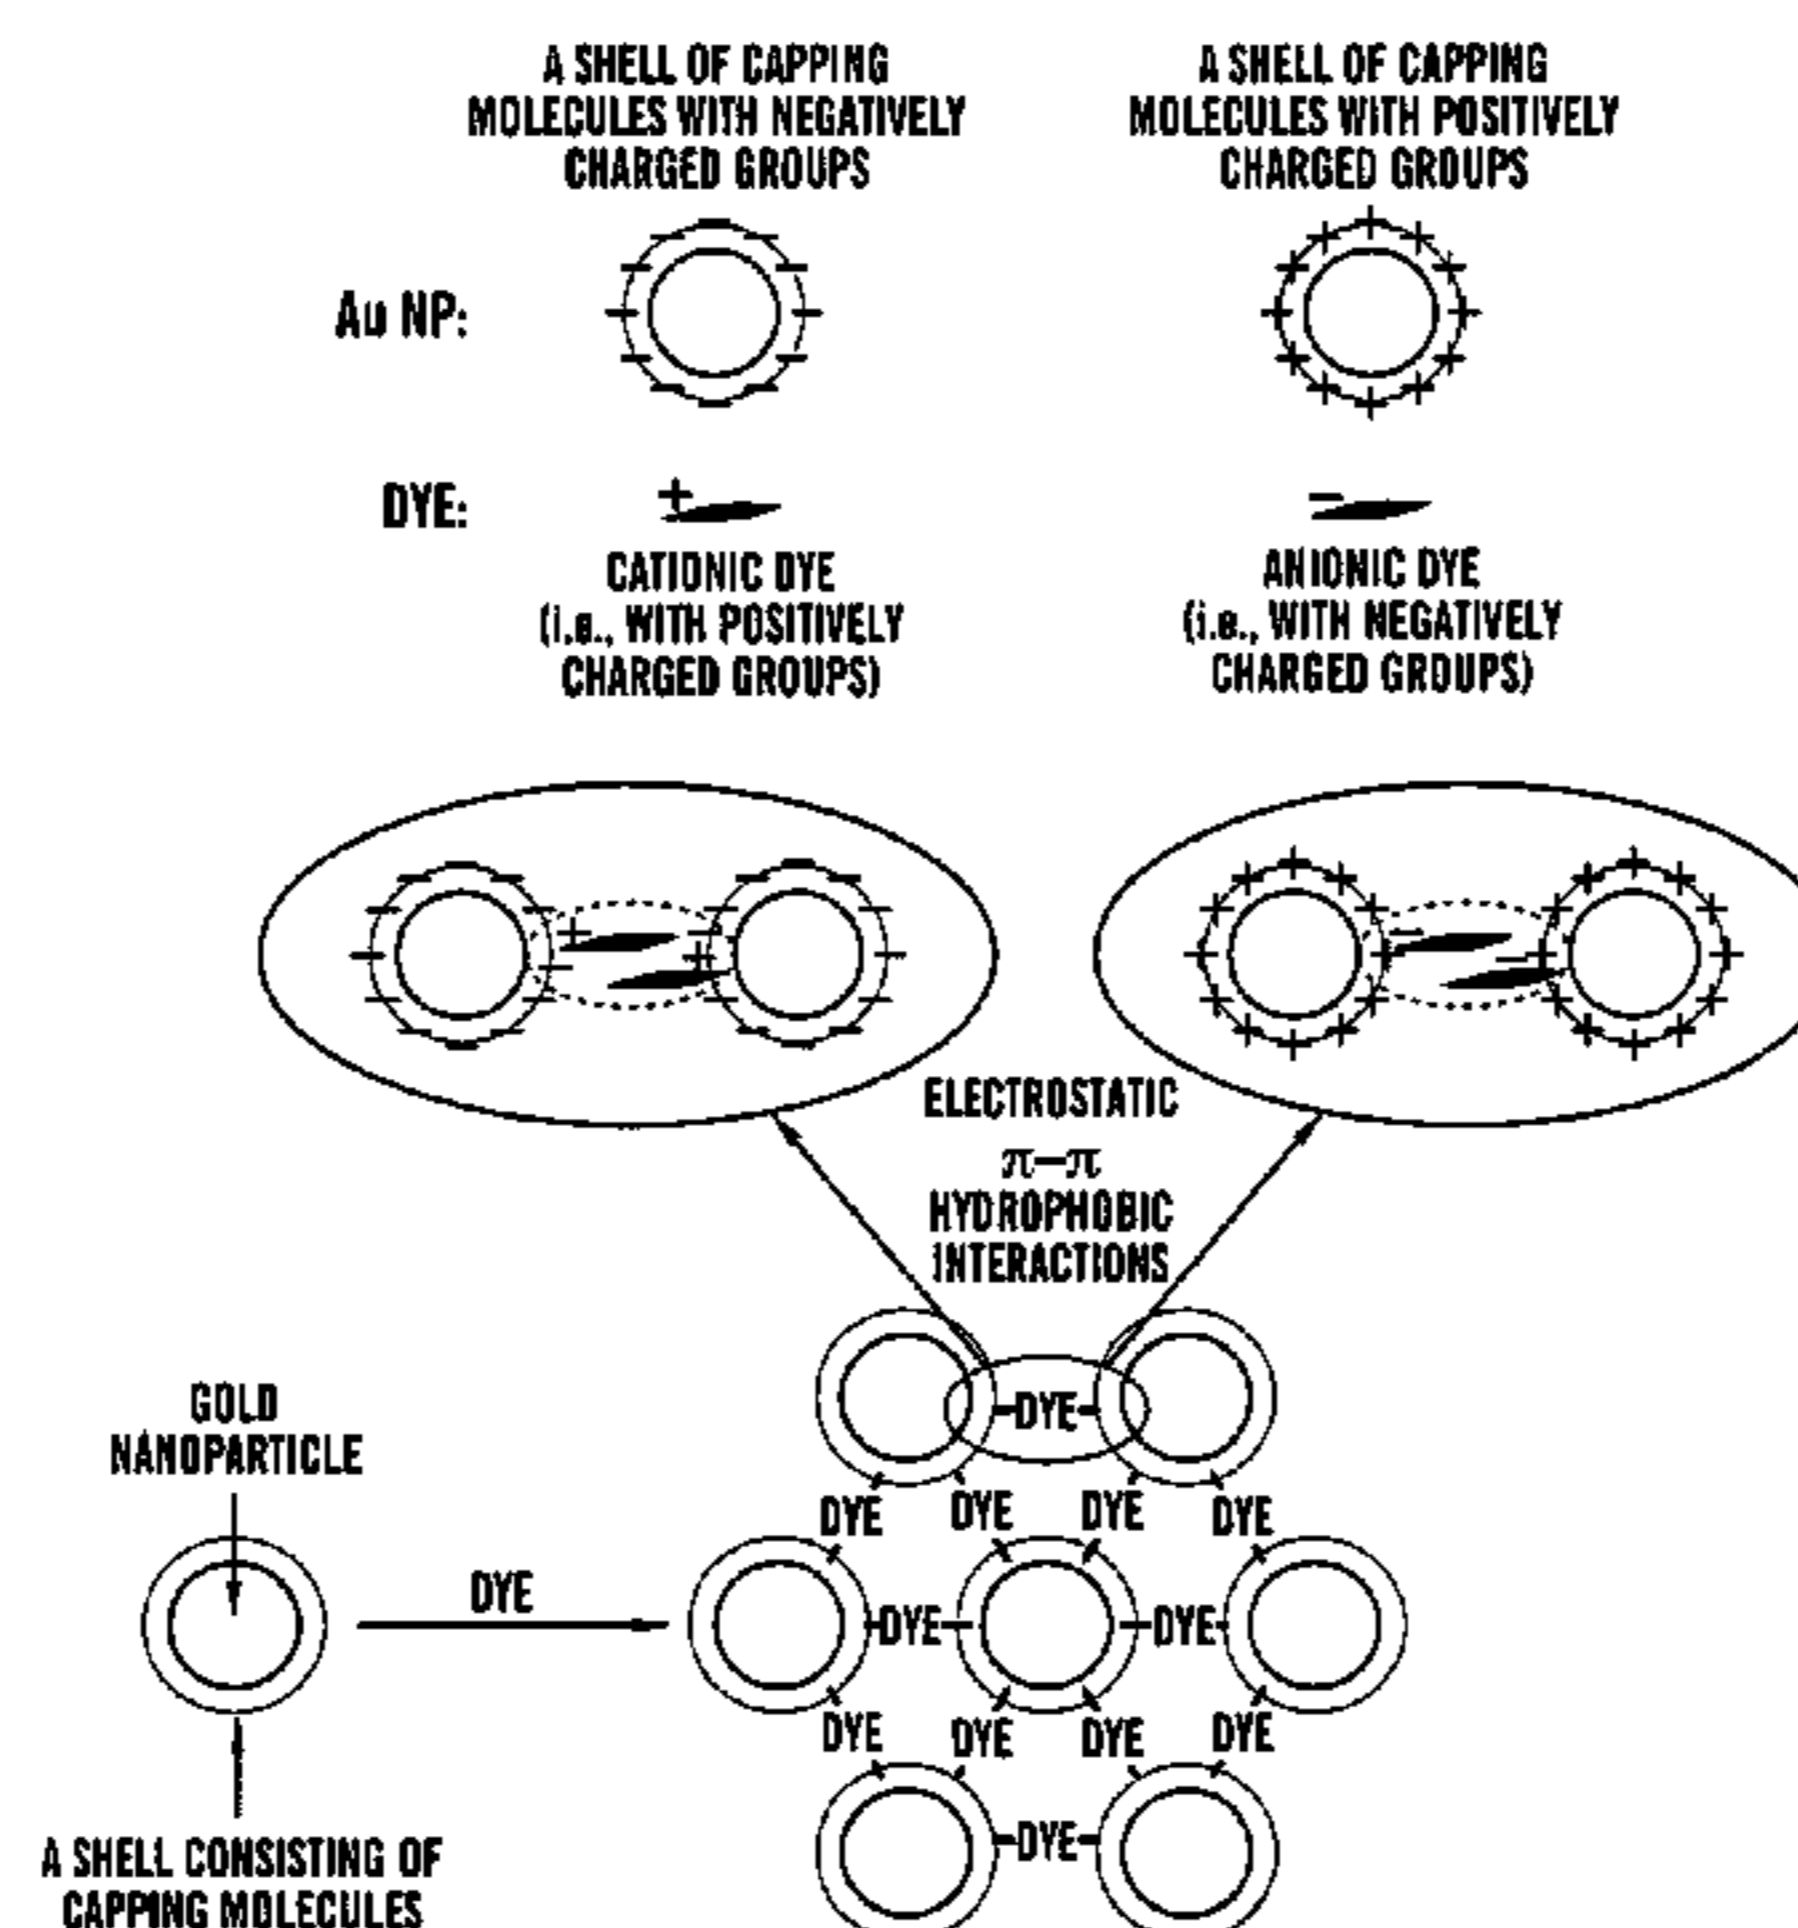 A SHELL OF CAPPING
MOLECULES WITH NEGATIVELY
CHARGED GROUPS
A SHELL OF CAPPING
MOLECULES WITH POSITIVELY
CHARGED GROUPS
Au NP:
DYE:
+
−
CATIONIC DYE
(i.e., WITH POSITIVELY
CHARGED GROUPS)
ANIONIC DYE
(i.e., WITH NEGATIVELY
CHARGED GROUPS)
ELECTROSTATIC
π–π
HYDROPHOBIC
INTERACTIONS
GOLD
NANOPARTICLE
DYE
DYE
DYE DYE DYE DYE
DYE DYE
DYE DYE DYE DYE
DYE
A SHELL CONSISTING OF
CAPPING MOLECULES